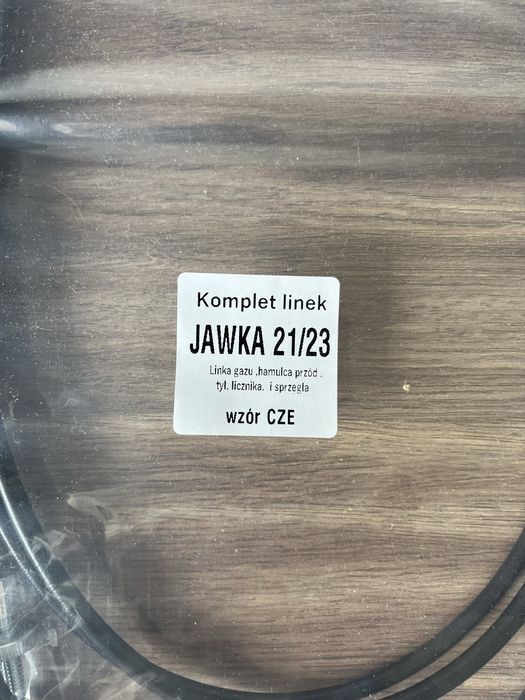 Komplet linek
JAWKA 21/23
Linka gazu ,hamulca przód ,
tył. licznika. i sprzęgła
wzór CZE